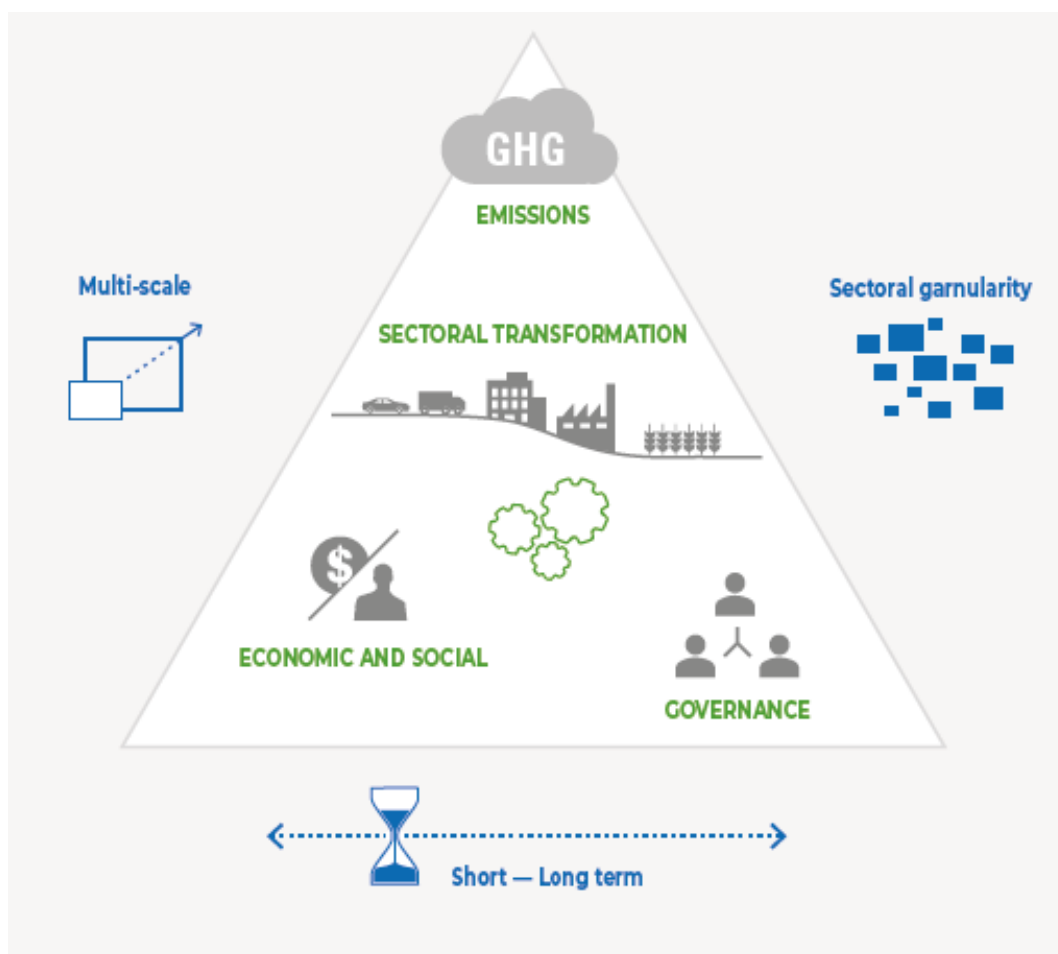 GHG
EMISSIONS
Multi-scale
Sectoral garnularity
SECTORAL TRANSFORMATION
$
ECONOMIC AND SOCIAL
GOVERNANCE
Short — Long term